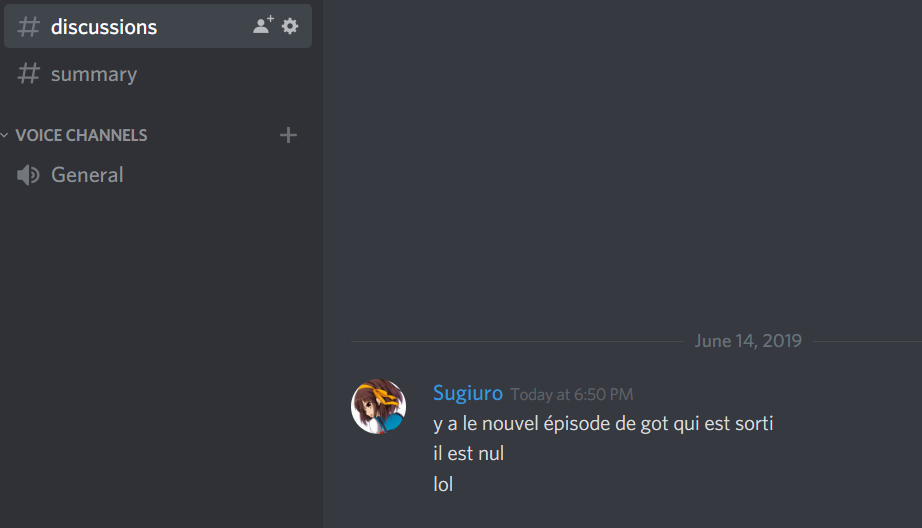 discussions
summary
VOICE CHANNELS
General
June 14, 2019
Sugiuro Today at 6:50 PM
y a le nouvel épisode de got qui est sorti
il est nul
lol